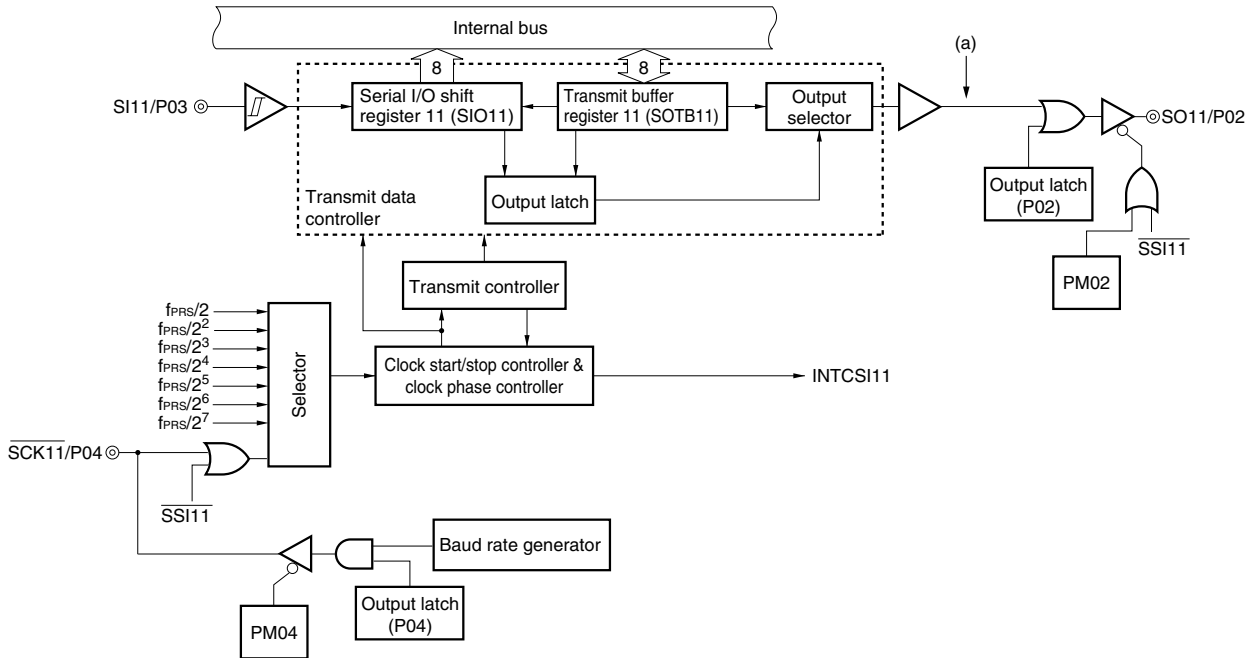 Internal bus
(a)
8
8
SI11/P03
Serial I/O shift
register 11 (SIO11)
Transmit buffer
register 11 (SOTB11)
Output
selector
SO11/P02
Transmit data
controller
Output latch
Output latch
(P02)
SSI11
PM02
Transmit controller
fPRS/2
fPRS/2²
fPRS/2³
fPRS/2⁴
fPRS/2⁵
fPRS/2⁶
fPRS/2⁷
Selector
Clock start/stop controller &
clock phase controller
INTCSI11
SCK11/P04
SSI11
Baud rate generator
Output latch
(P04)
PM04